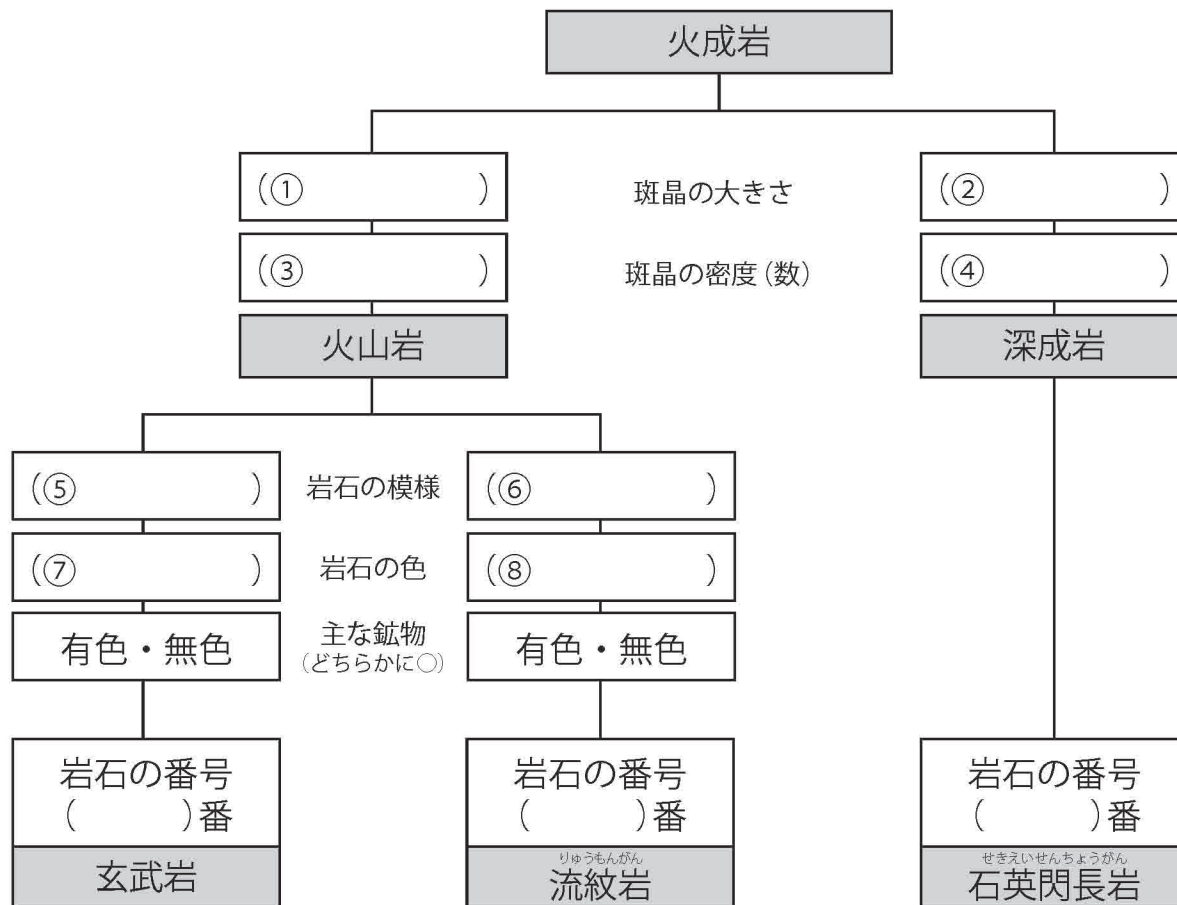 火成岩
(① )
斑晶の大きさ
(② )
(③ )
斑晶の密度(数)
(④ )
火山岩
深成岩
(⑤ )
岩石の模様
(⑥ )
(⑦ )
岩石の色
(⑧ )
有色・無色
主な鉱物
(どちらかに○)
有色・無色
岩石の番号
( )番
岩石の番号
( )番
岩石の番号
( )番
玄武岩
りゅうもんがん
流紋岩
せきえいせんちょうがん
石英閃長岩